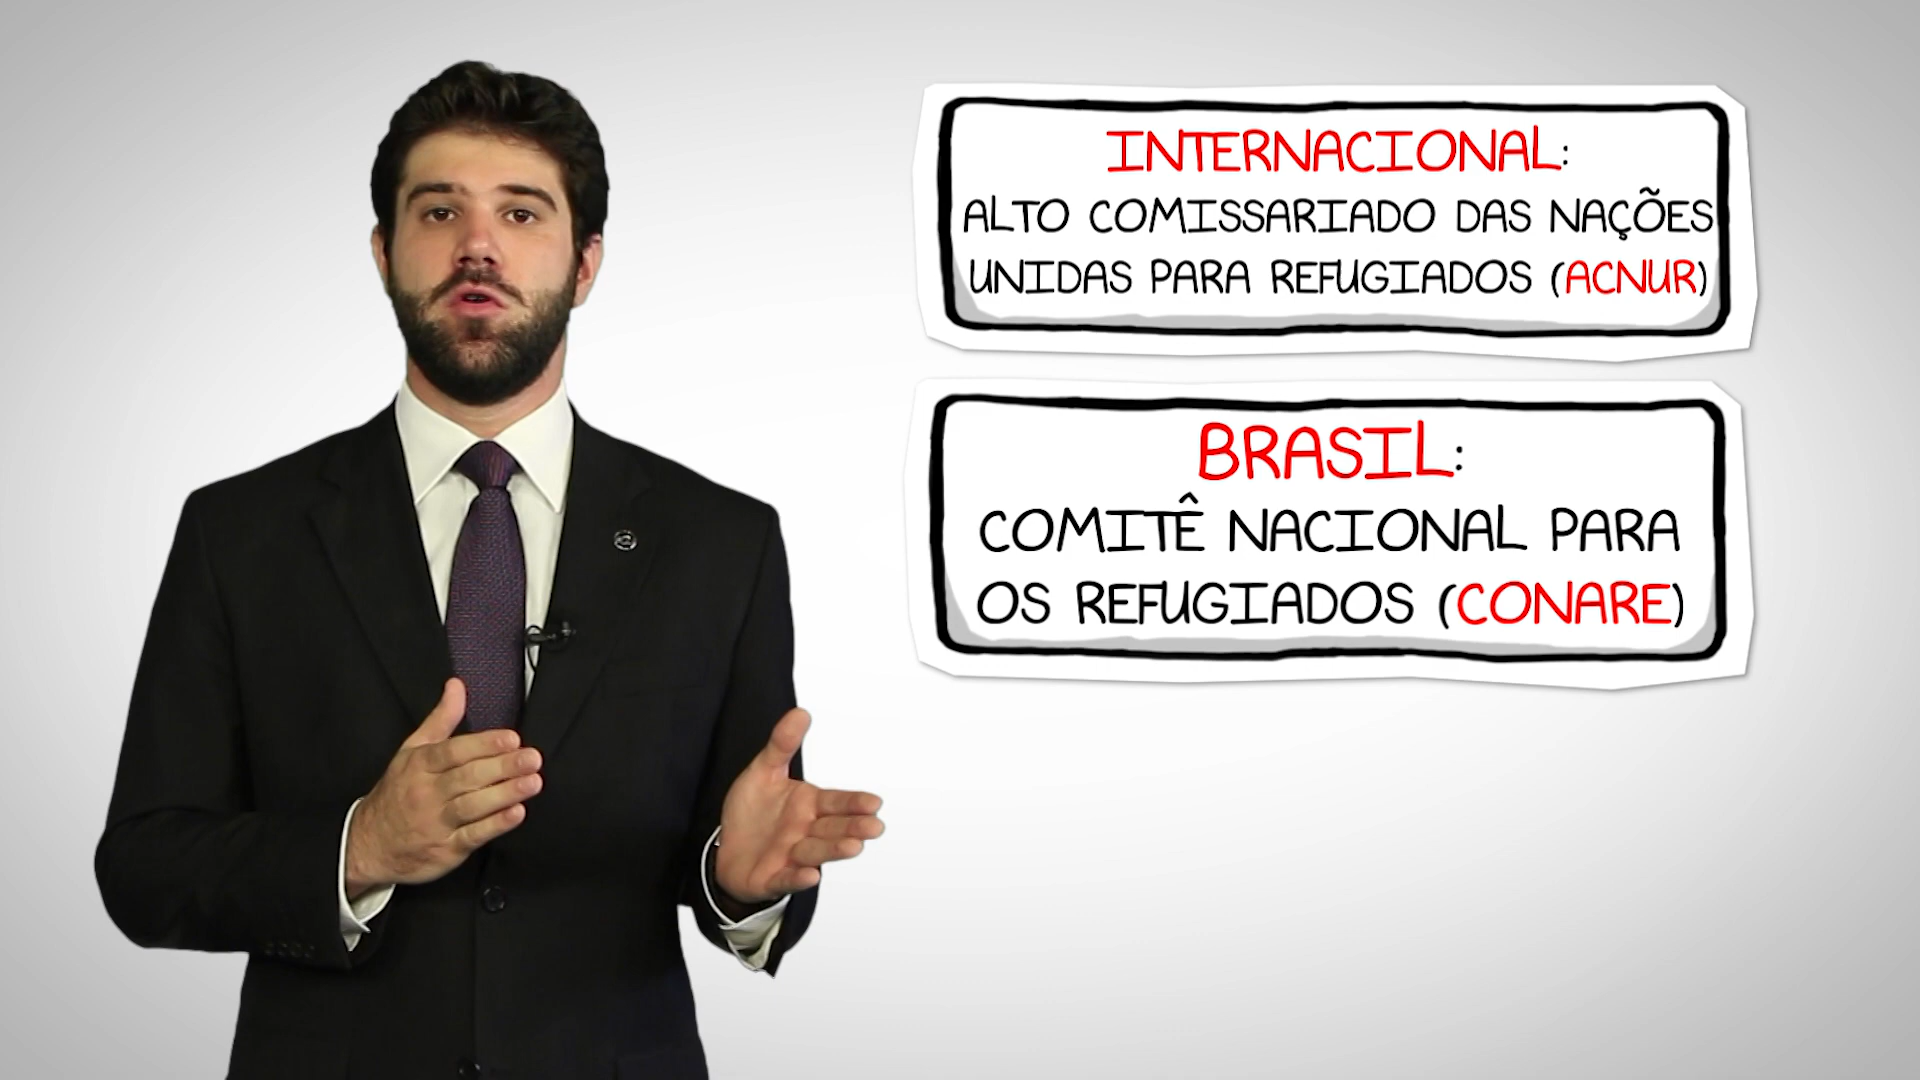 INTERNACIONAL:
ALTO COMISSARIADO DAS NAÇÕES
UNIDAS PARA REFUGIADOS (ACNUR)
BRASIL:
COMITÊ NACIONAL PARA
OS REFUGIADOS (CONARE)